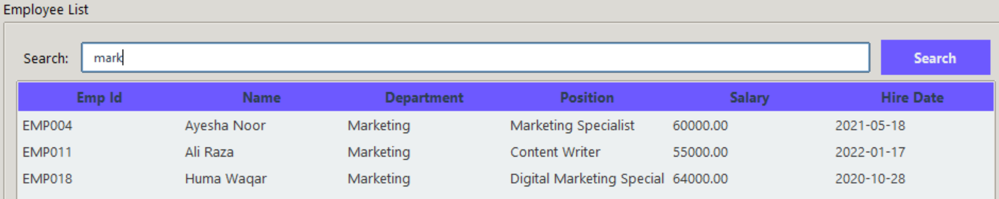 Employee List
Search: mark Search
Emp Id Name Department Position Salary Hire Date
EMP004 Ayesha Noor Marketing Marketing Specialist 60000.00 2021-05-18
EMP011 Ali Raza Marketing Content Writer 55000.00 2022-01-17
EMP018 Huma Waqar Marketing Digital Marketing Special 64000.00 2020-10-28